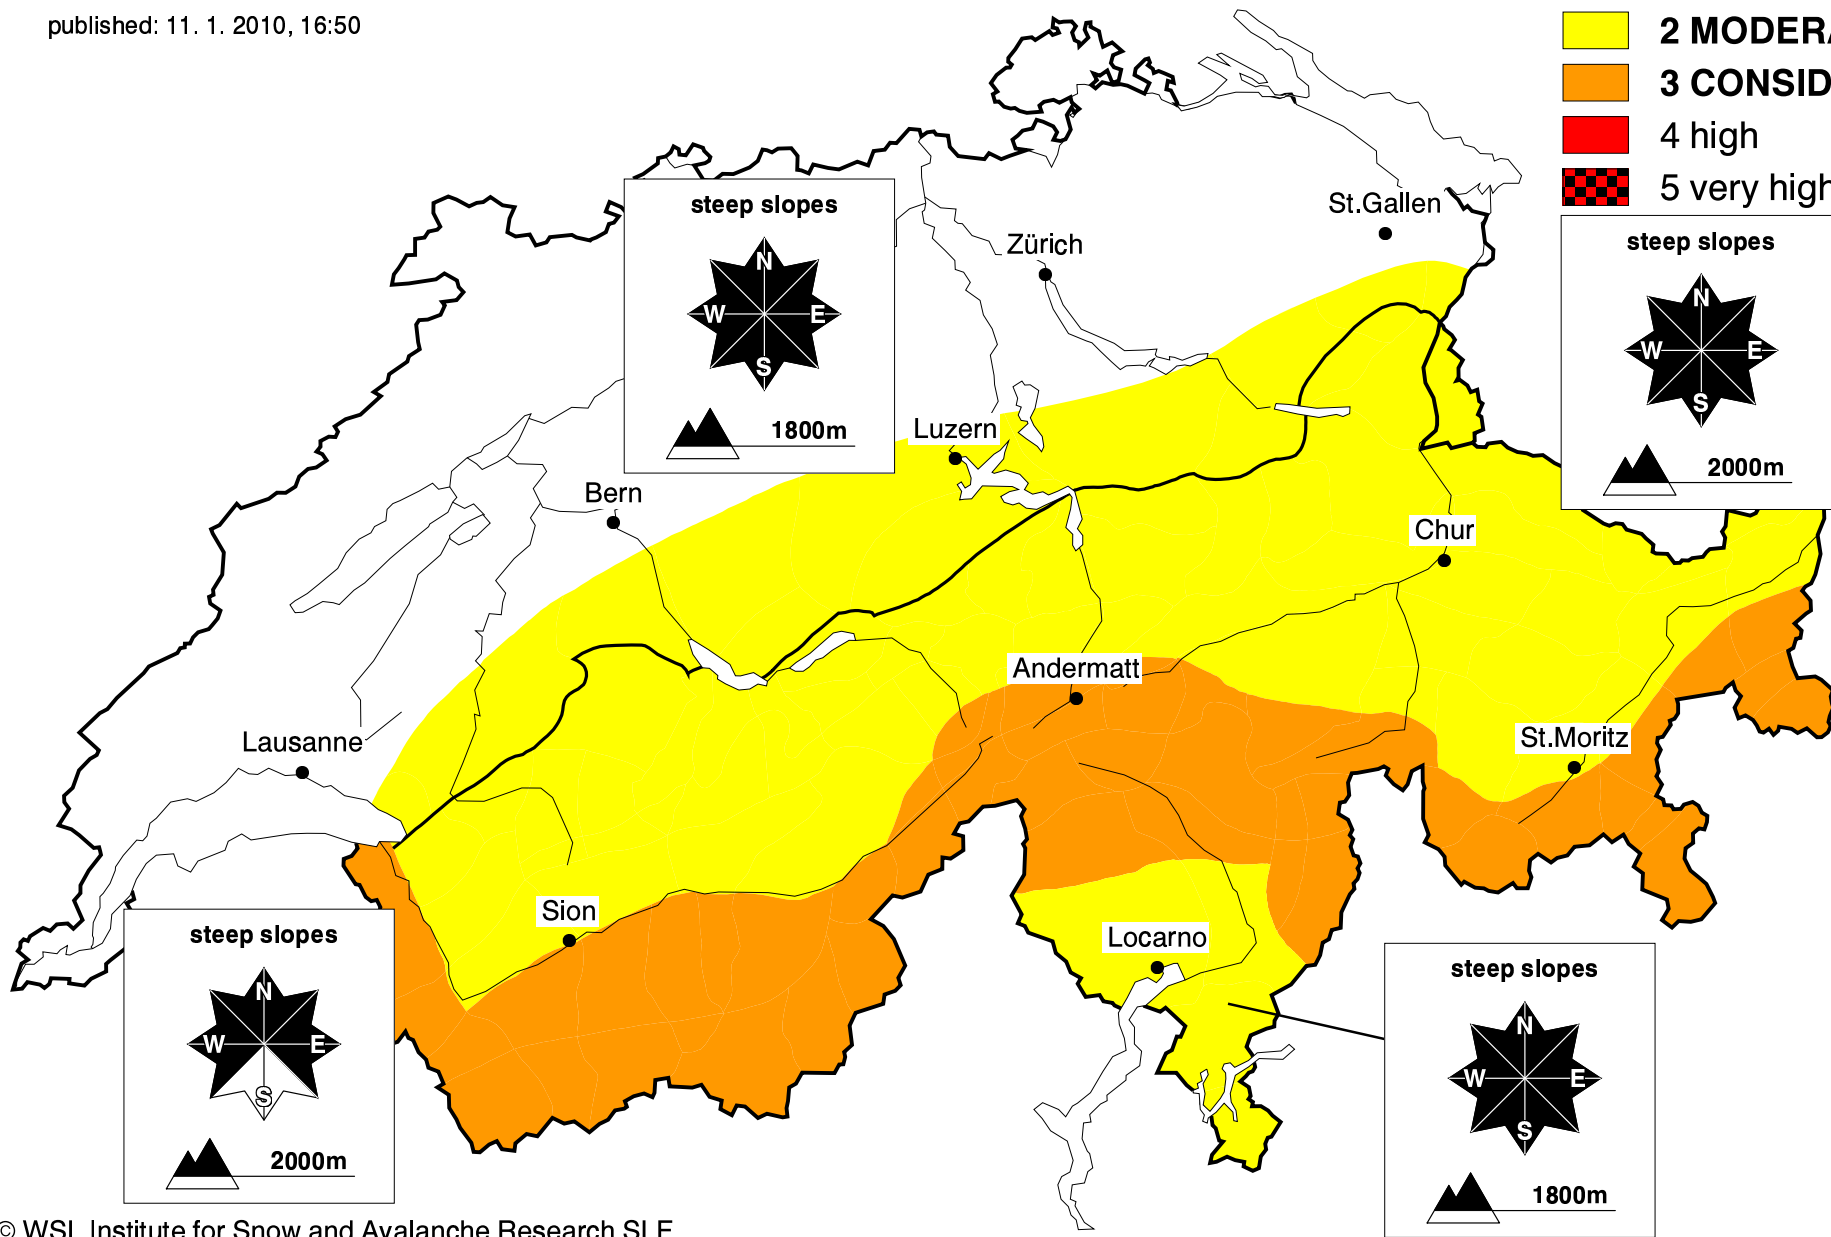 published: 11. 1. 2010, 16:50
2 MODERA
3 CONSID
4 high
5 very high
steep slopes
N
W E
S
1800m
St.Gallen
Zürich
steep slopes
N
W E
S
2000m
Luzern
Bern
Chur
Andermatt
Lausanne
St.Moritz
Sion
Locarno
steep slopes
N
W E
S
2000m
steep slopes
N
W E
S
1800m
© WSL Institute for Snow and Avalanche Research SLF